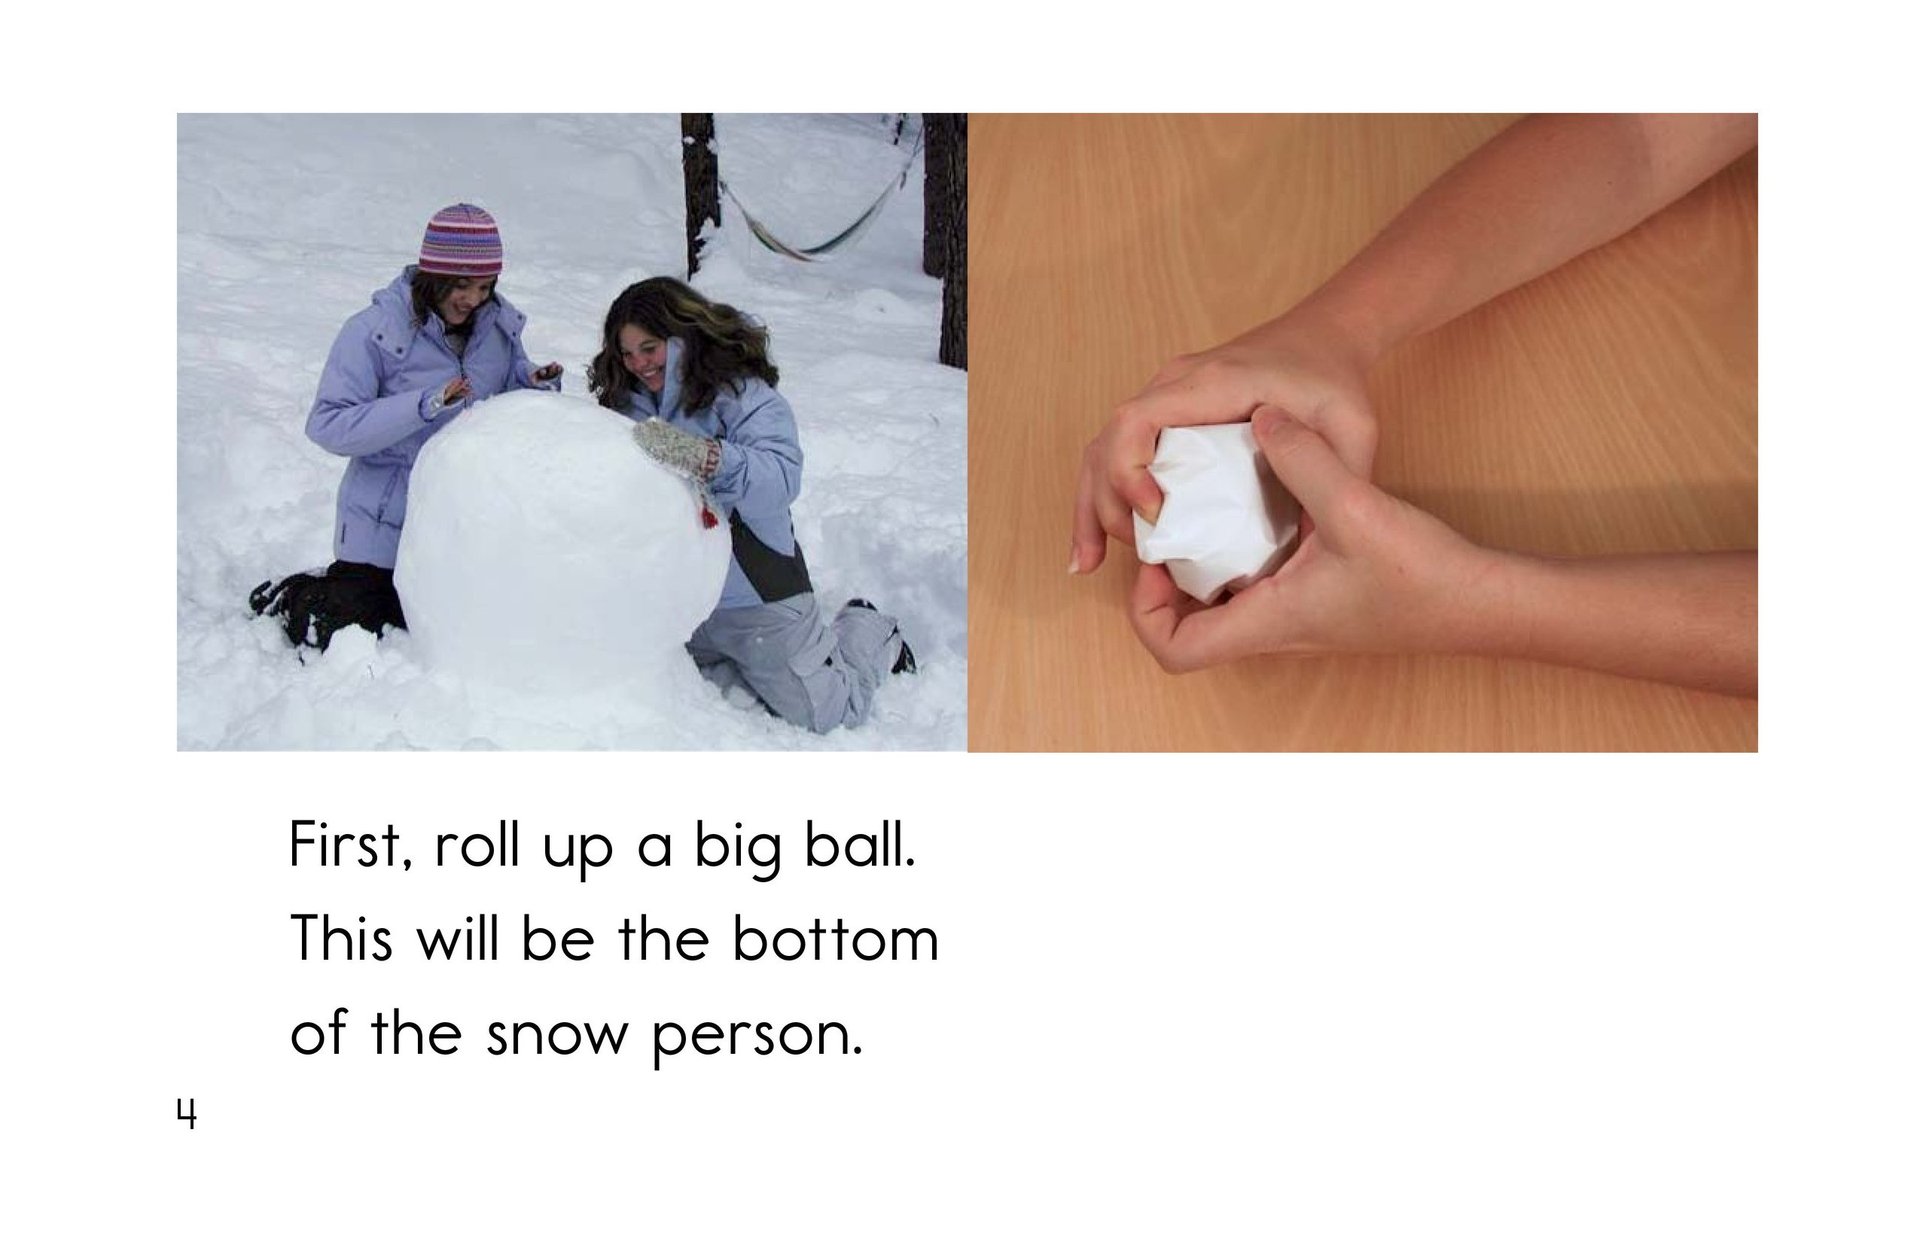 First, roll up a big ball.
This will be the bottom
of the snow person.
4